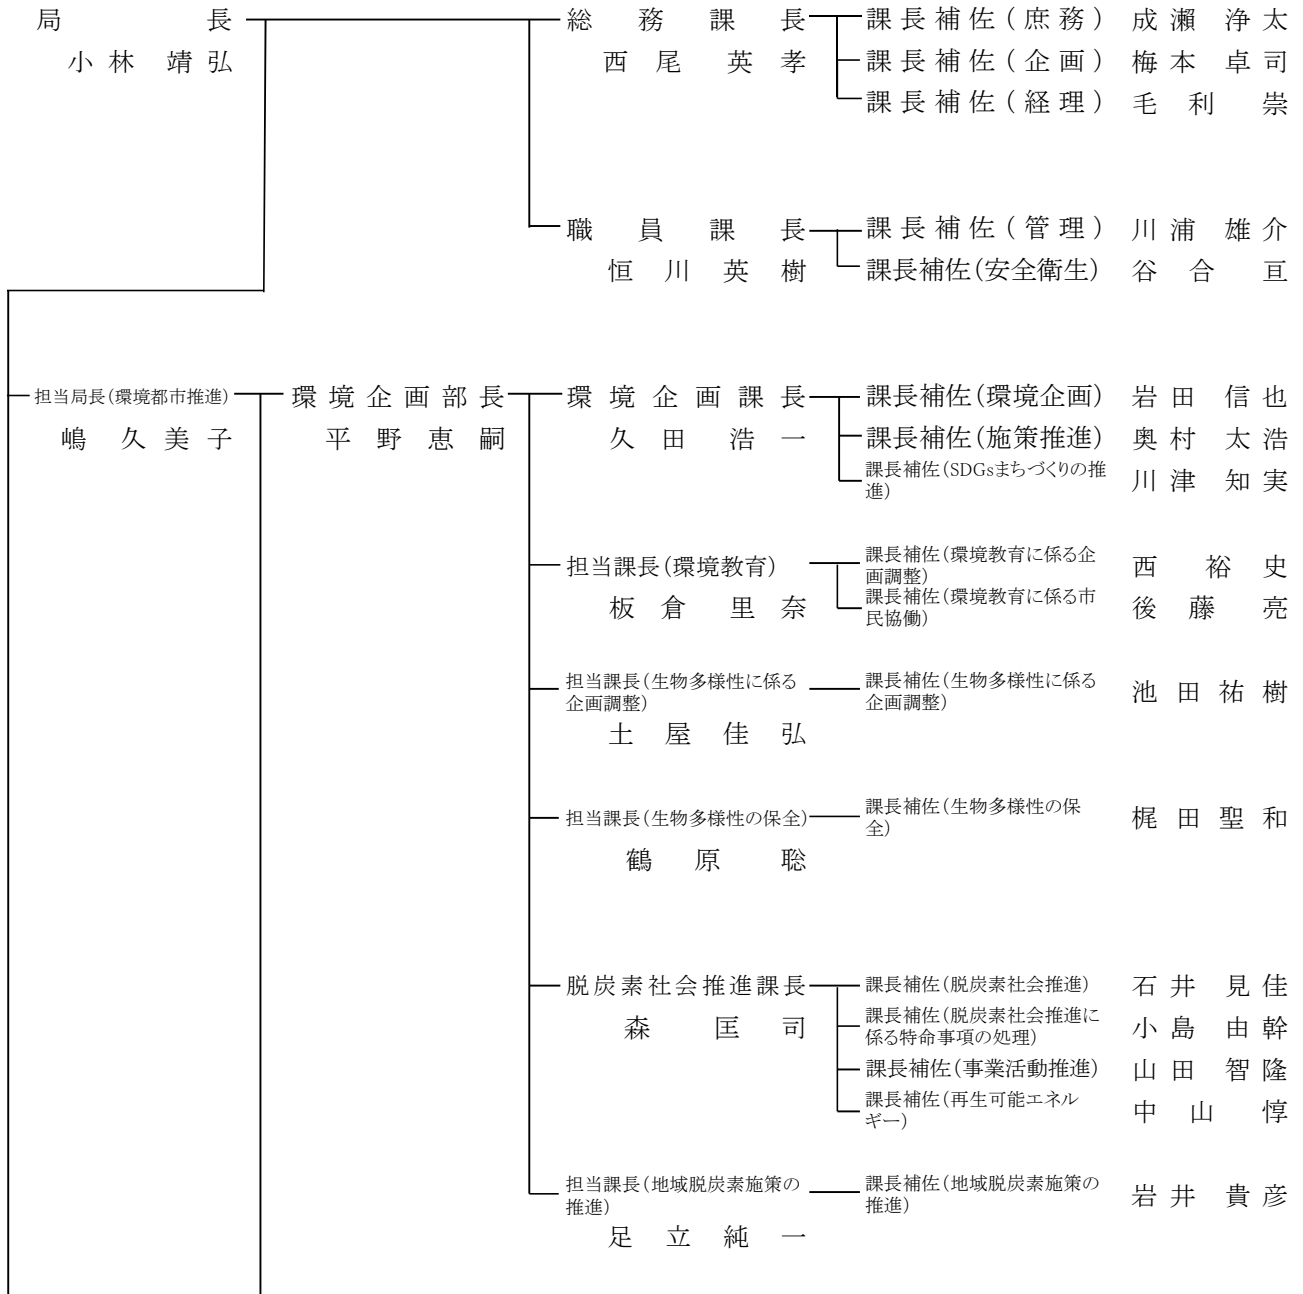 局長 総務課長 課長補佐(庶務) 成瀬浄太
小林靖弘 西尾英孝 課長補佐(企画) 梅本卓司
課長補佐(経理) 毛利崇
職員課長 課長補佐(管理) 川浦雄介
恒川英樹 課長補佐(安全衛生) 谷合亘
担当局長(環境都市推進) 環境企画部長 環境企画課長 課長補佐(環境企画) 岩田信也
嶋久美子 平野恵嗣 久田浩一 課長補佐(施策推進) 奥村太浩
課長補佐(SDGsまちづくりの推
進) 川津知実
担当課長(環境教育) 課長補佐(環境教育に係る企
画調整) 西裕史
板倉里奈 課長補佐(環境教育に係る市
民協働) 後藤亮
担当課長(生物多様性に係る
企画調整) 課長補佐(生物多様性に係る
企画調整) 池田祐樹
土屋佳弘
担当課長(生物多様性の保全) 課長補佐(生物多様性の保
全) 梶田聖和
鶴原聡
脱炭素社会推進課長 課長補佐(脱炭素社会推進) 石井見佳
森匡司 課長補佐(脱炭素社会推進に
係る特命事項の処理) 小島由幹
課長補佐(事業活動推進) 山田智隆
課長補佐(再生可能エネル
ギー) 中山惇
担当課長(地域脱炭素施策の
推進) 課長補佐(地域脱炭素施策の
推進) 岩井貴彦
足立純一